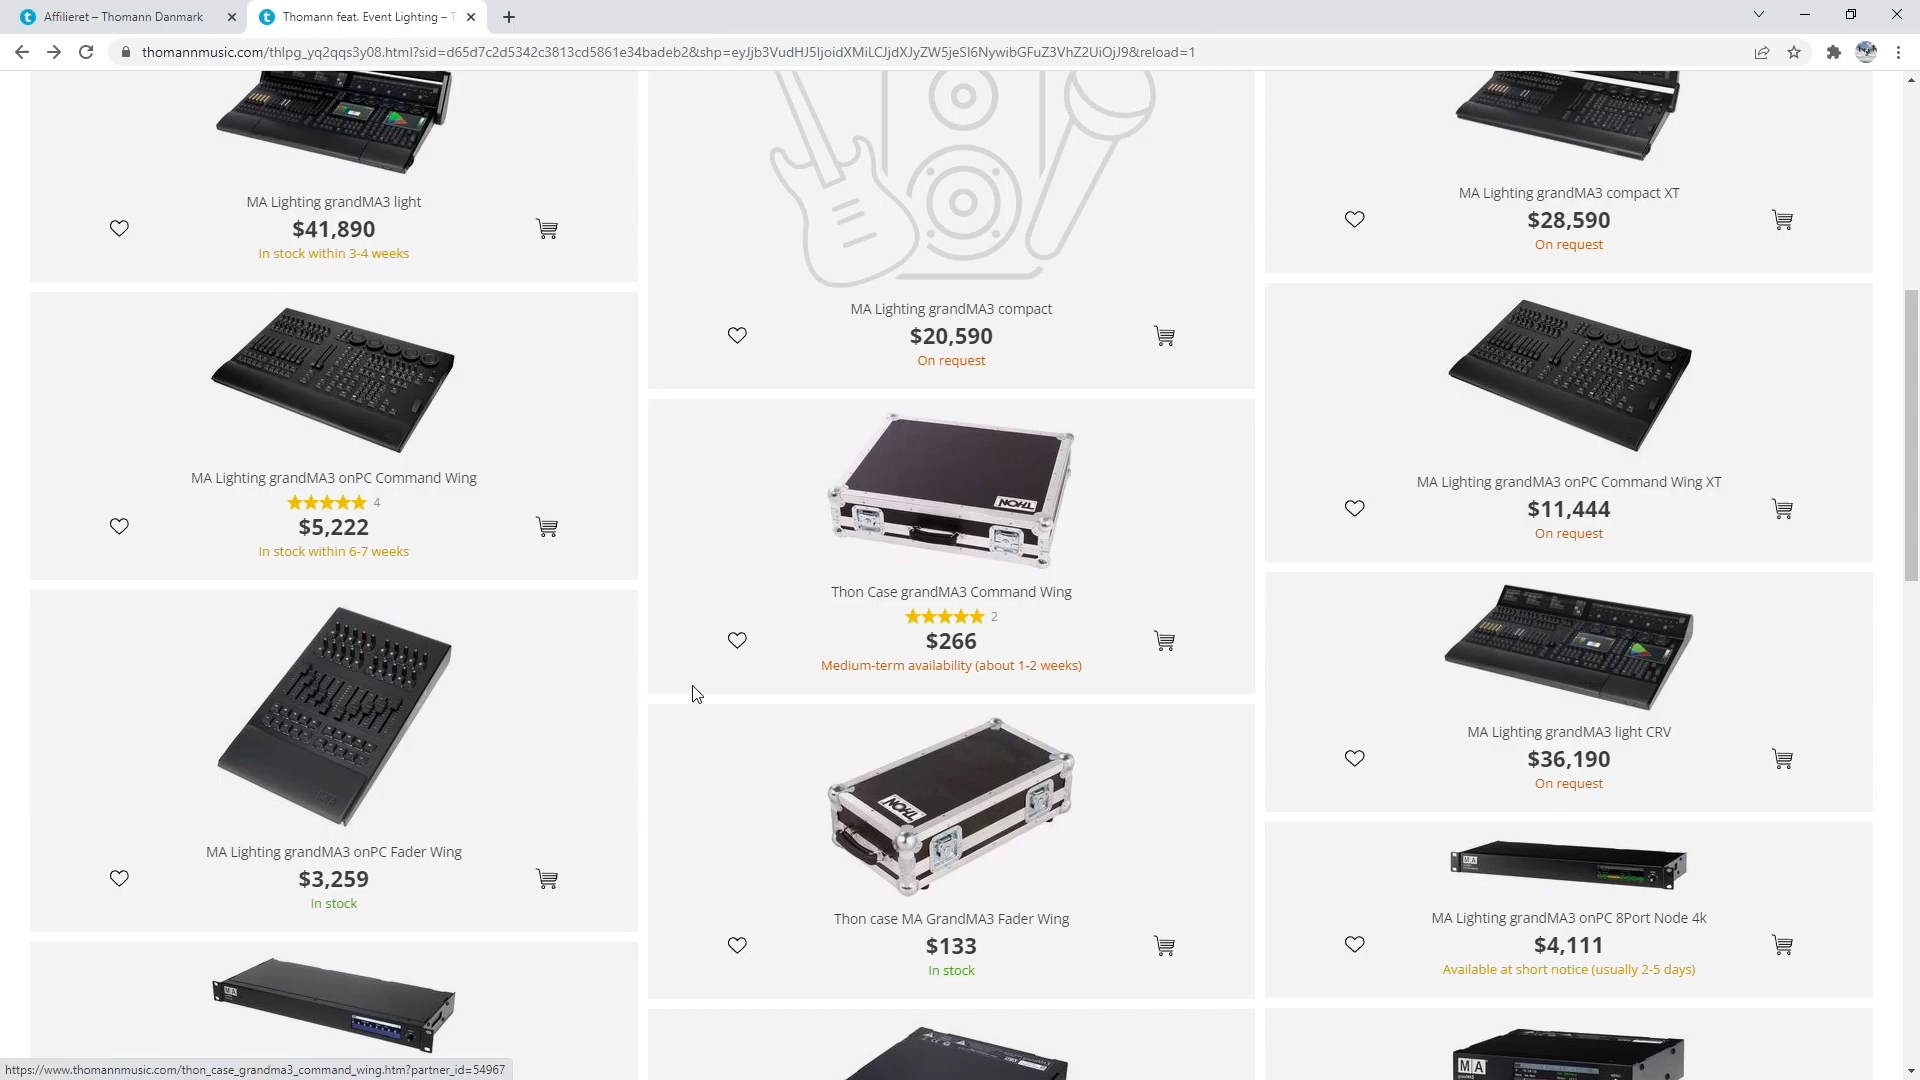 Affilieret – Thomann Danmark
Thomann feat. Event Lighting – T
thomannmusic.com/thlpg_yq2qqs3y08.html?sid=d65d7c2d5342c3813cd5861e34badeb2&shp=eyJjb3VudHJ5IjoidXMiLCJjdXJyZW5jeSI6NywibGFuZ3VhZ2UiOjJ9&reload=1
MA Lighting grandMA3 light
$41,890
In stock within 3-4 weeks
MA Lighting grandMA3 compact
$20,590
On request
MA Lighting grandMA3 compact XT
$28,590
On request
MA Lighting grandMA3 onPC Command Wing
4
$5,222
In stock within 6-7 weeks
THON
Thon Case grandMA3 Command Wing
2
$266
Medium-term availability (about 1-2 weeks)
MA Lighting grandMA3 onPC Command Wing XT
$11,444
On request
MA Lighting grandMA3 onPC Fader Wing
$3,259
In stock
THON
Thon case MA GrandMA3 Fader Wing
$133
In stock
MA Lighting grandMA3 light CRV
$36,190
On request
MA
MA Lighting grandMA3 onPC 8Port Node 4k
$4,111
Available at short notice (usually 2-5 days)
MA
MA
https://www.thomannmusic.com/thon_case_grandma3_command_wing.htm?partner_id=54967